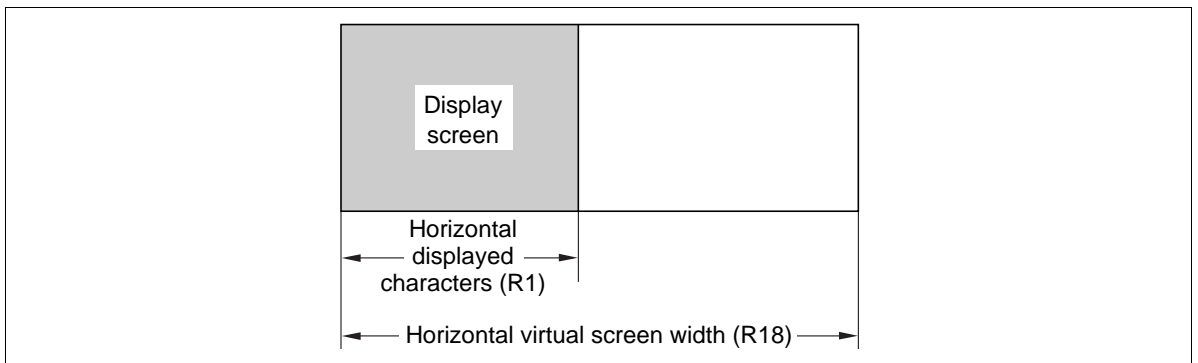 Display
screen
Horizontal
displayed
characters (R1)
Horizontal virtual screen width (R18)